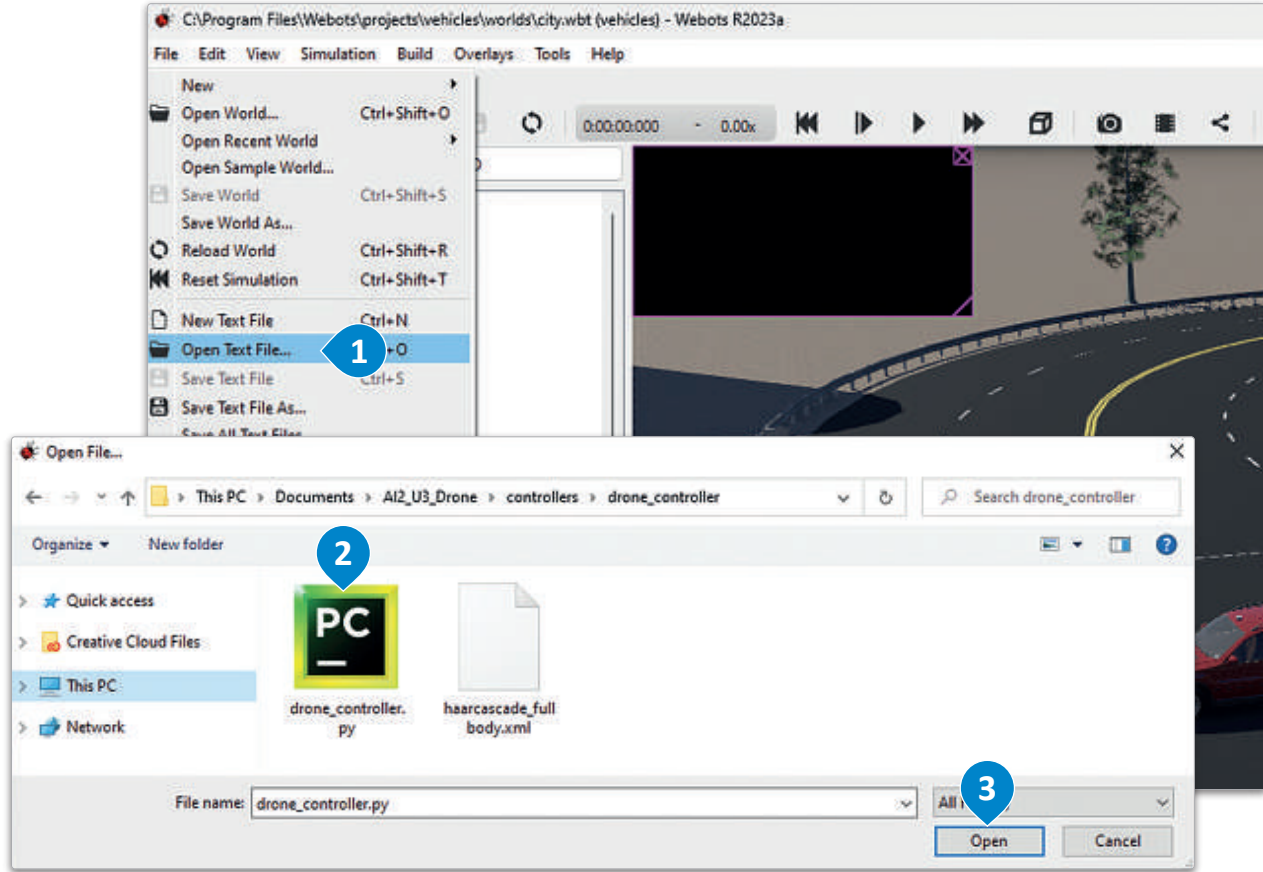 C:\Program Files\Webots\projects\vehicles\worlds\city.wbt (vehicles) - Webots R2023a
File Edit View Simulation Build Overlays Tools Help
New
Open World... Ctrl+Shift+O
Open Recent World
Open Sample World...
Save World Ctrl+Shift+S
Save World As...
Reload World Ctrl+Shift+R
Reset Simulation Ctrl+Shift+T
New Text File Ctrl+N
Open Text File... 1 +O
Save Text File Ctrl+S
Save Text File As...
Save All Text Files
0:00:00:000 - 0.00x
Open File...
This PC > Documents > AI2_U3_Drone > controllers > drone_controller
Search drone_controller
Organize New folder
2
Quick access
Creative Cloud Files
This PC
Network
PC
drone_controller.
py
haarcascade_full
body.xml
File name: drone_controller.py
All
3
Open Cancel